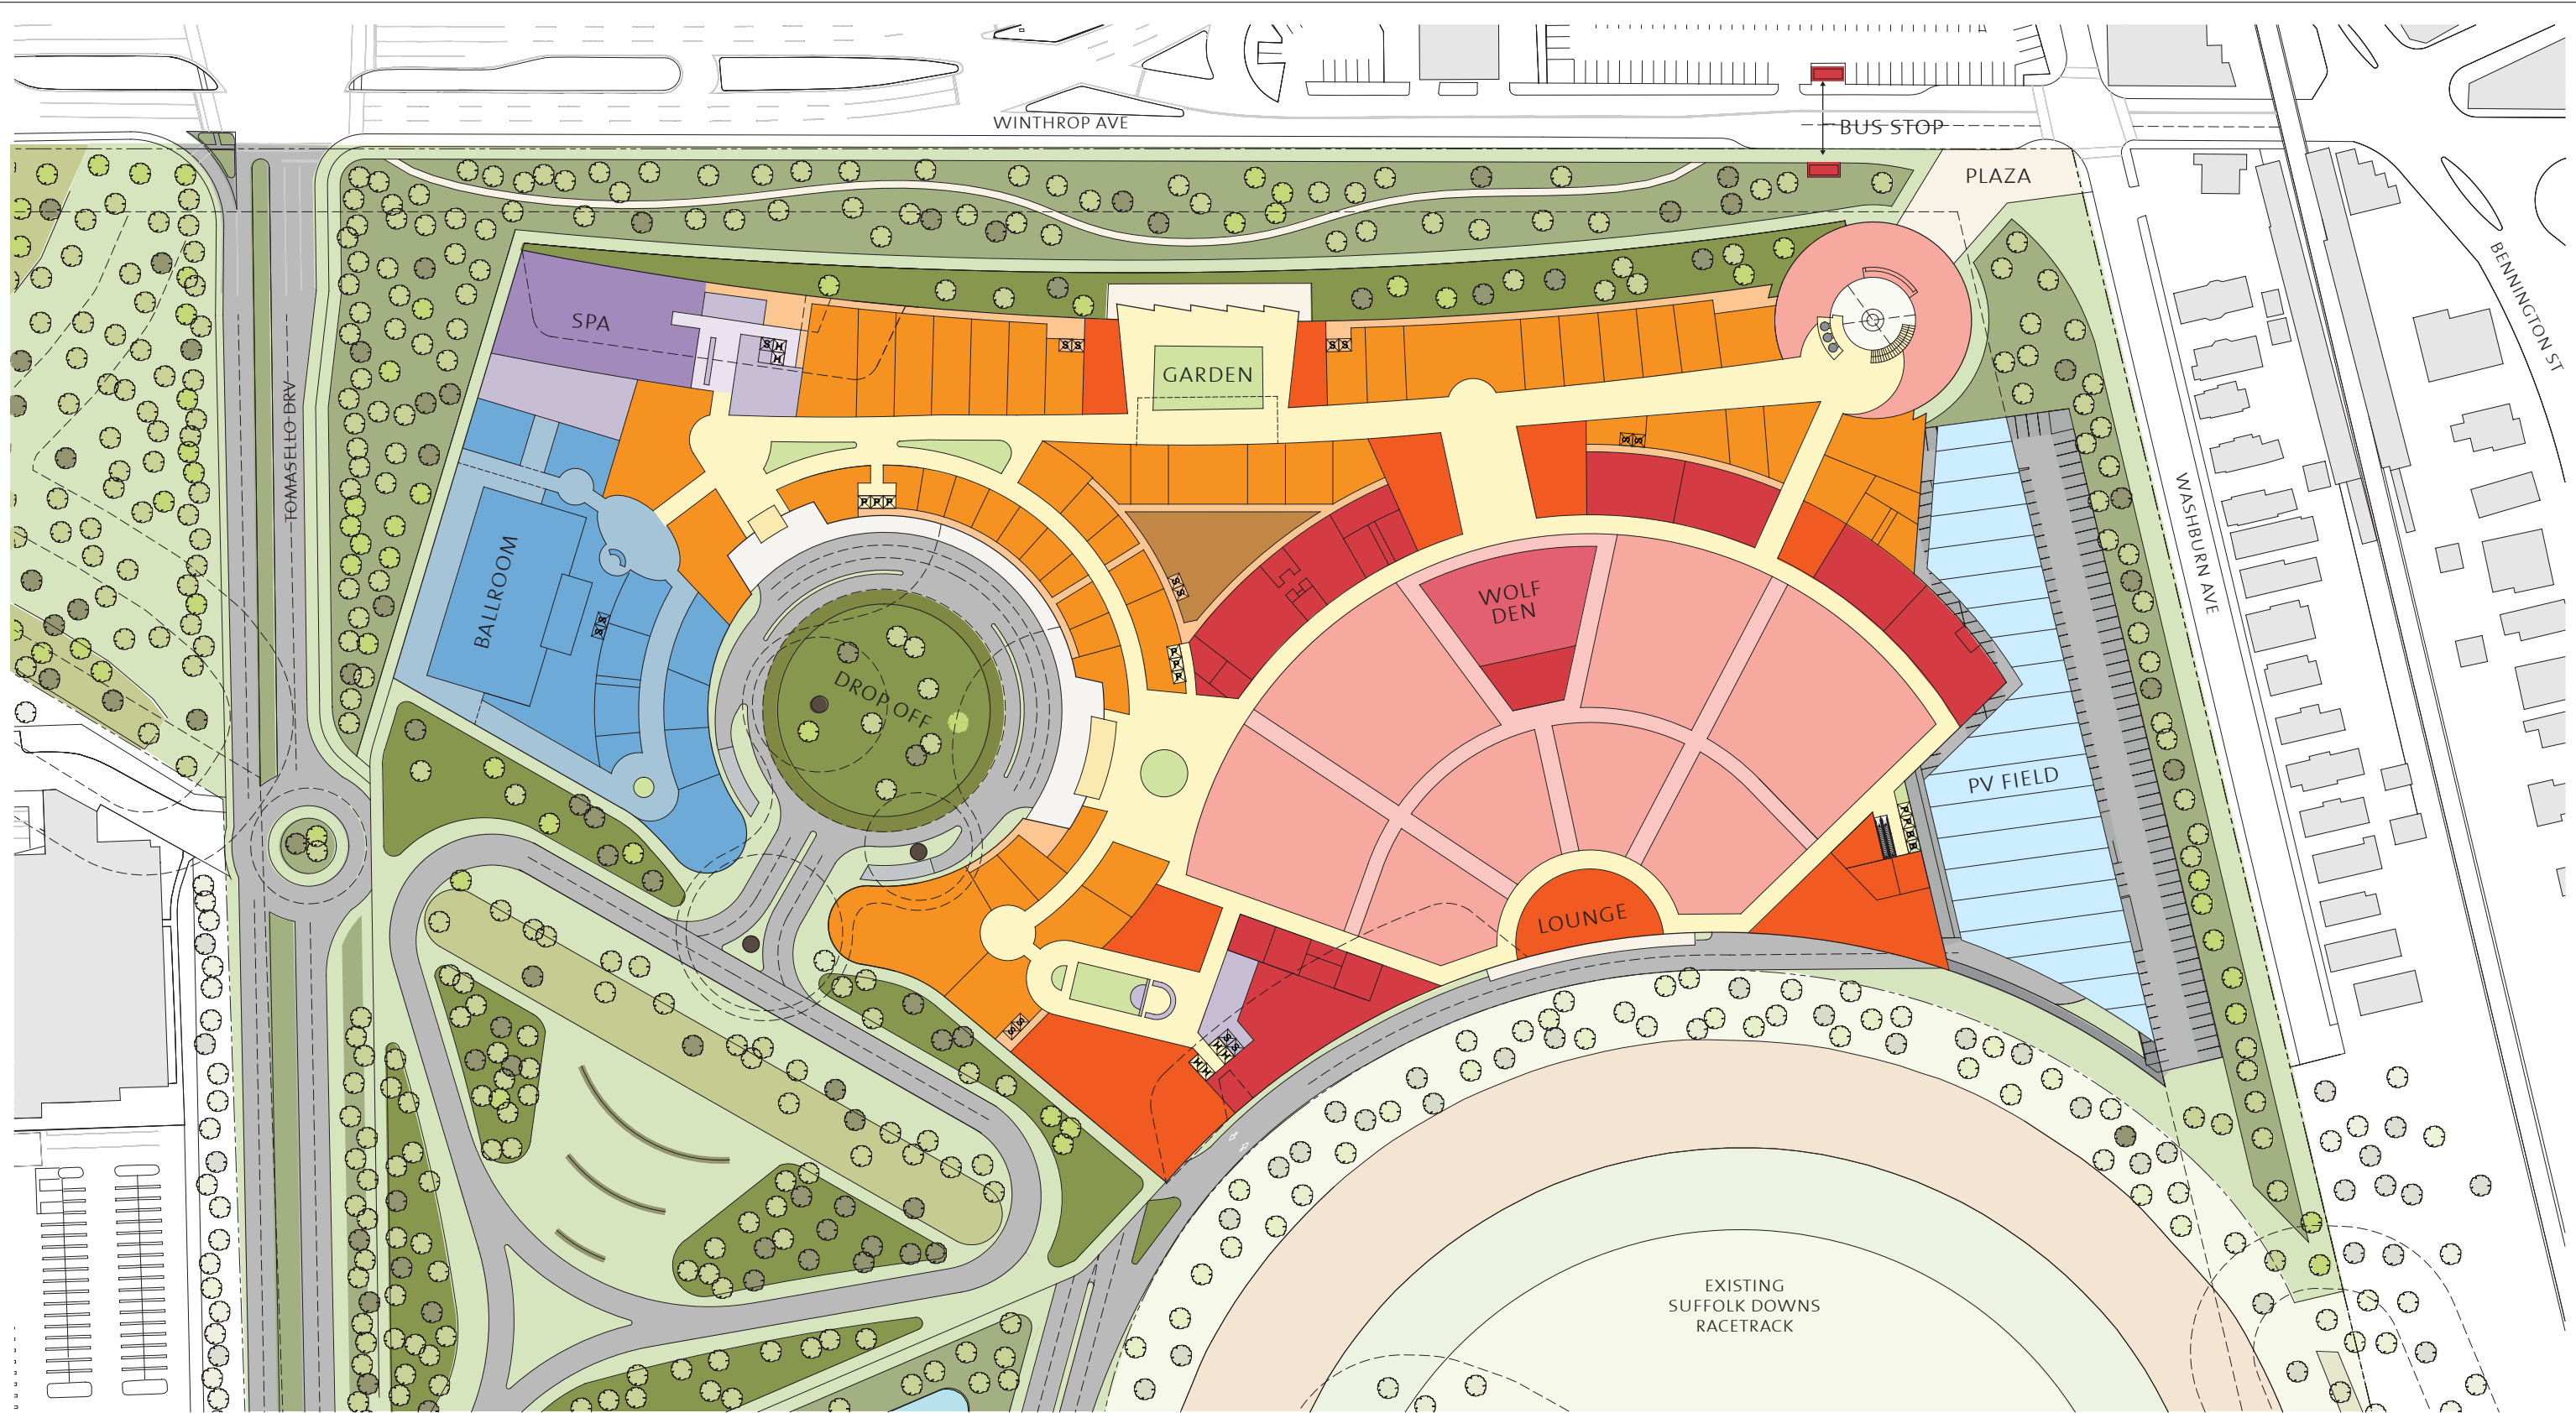 WINTHROP AVE
BUS STOP
PLAZA
BENNINGTON ST
SPA
GARDEN
TOMASELLO DRV
WASHBURN AVE
BALLROOM
WOLF
DEN
DROP OFF
PV FIELD
LOUNGE
EXISTING
SUFFOLK DOWNS
RACETRACK
S H
H
S S
S S
S S
P P P
S S
S S
P P P
P P H H
S S
S S
H H
H H